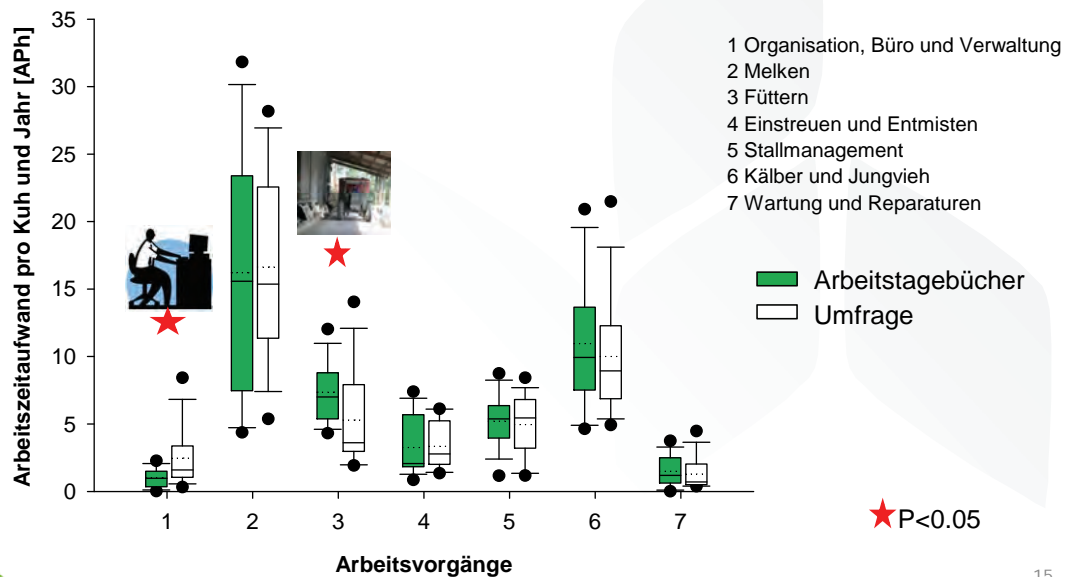 35
30
25
20
15
10
5
0
Arbeitszeitaufwand pro Kuh und Jahr [APh]
1 2 3 4 5 6 7
Arbeitsvorgänge
1 Organisation, Büro und Verwaltung
2 Melken
3 Füttern
4 Einstreuen und Entmisten
5 Stallmanagement
6 Kälber und Jungvieh
7 Wartung und Reparaturen
Arbeitstagebücher
Umfrage
P<0.05
15